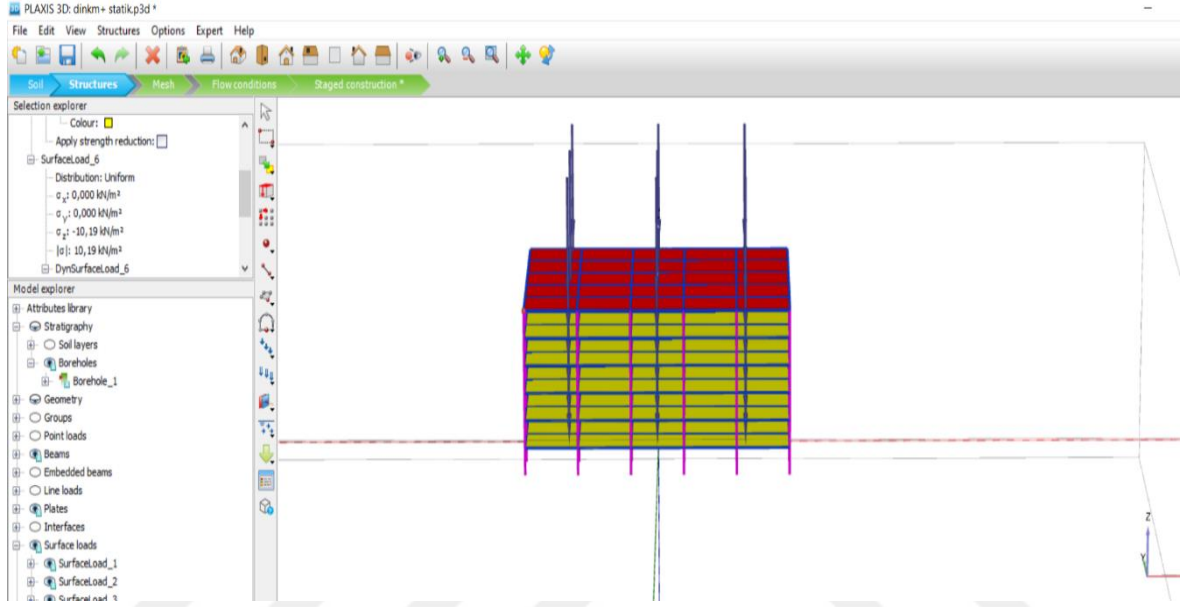 PLAXIS 3D: dinkm+ statik.p3d *
File Edit View Structures Options Expert Help
Soil Structures Mesh Flow conditions Staged construction *
Selection explorer
Colour:
Apply strength reduction:
SurfaceLoad_6
Distribution: Uniform
σx: 0,000 kN/m²
σy: 0,000 kN/m²
σz: -10,19 kN/m²
|σ|: 10,19 kN/m²
DynSurfaceLoad_6
Model explorer
Attributes library
Stratigraphy
Soil layers
Boreholes
Borehole_1
Geometry
Groups
Point loads
Beams
Embedded beams
Line loads
Plates
Interfaces
Surface loads
SurfaceLoad_1
SurfaceLoad_2
SurfaceLoad_3
Z
Y